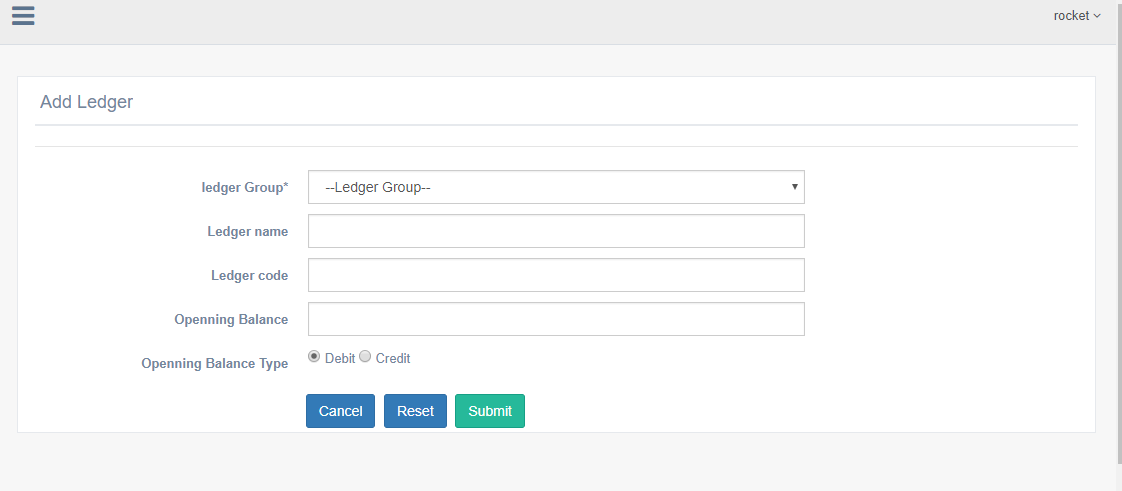 rocket
Add Ledger
ledger Group*
--Ledger Group--
Ledger name
Ledger code
Openning Balance
Openning Balance Type
Debit Credit
Cancel Reset Submit